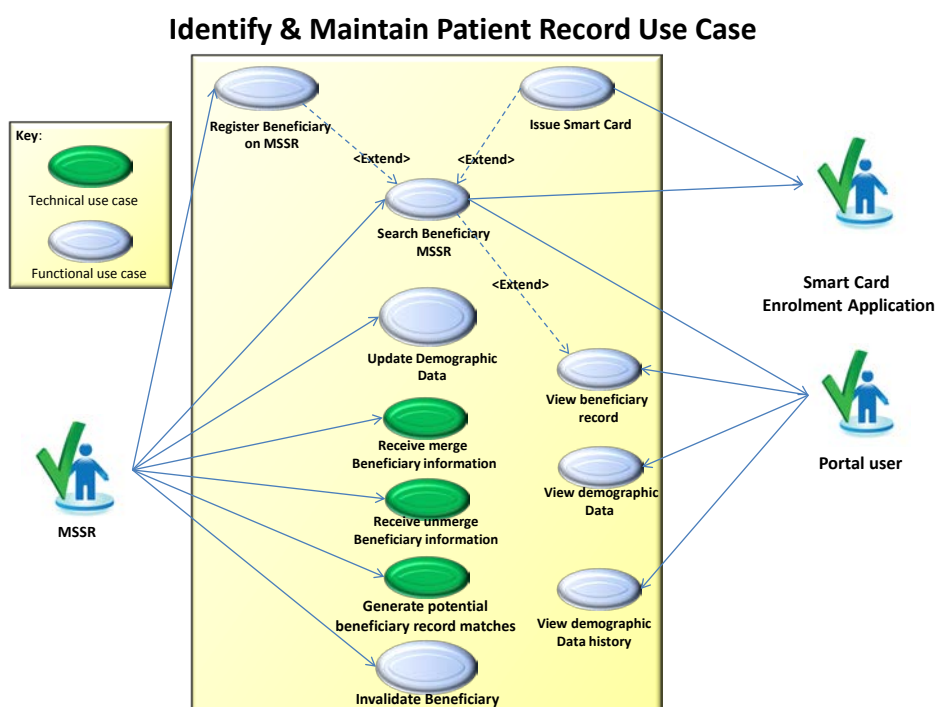 Identify & Maintain Patient Record Use Case
Key:
Technical use case
Functional use case
Register Beneficiary
on MSSR
Issue Smart Card
<Extend>
<Extend>
Search Beneficiary
MSSR
<Extend>
Smart Card
Enrolment Application
Update Demographic
Data
View beneficiary
record
Receive merge
Beneficiary information
Portal user
View demographic
Data
MSSR
Receive unmerge
Beneficiary information
Generate potential
beneficiary record matches
View demographic
Data history
Invalidate Beneficiary